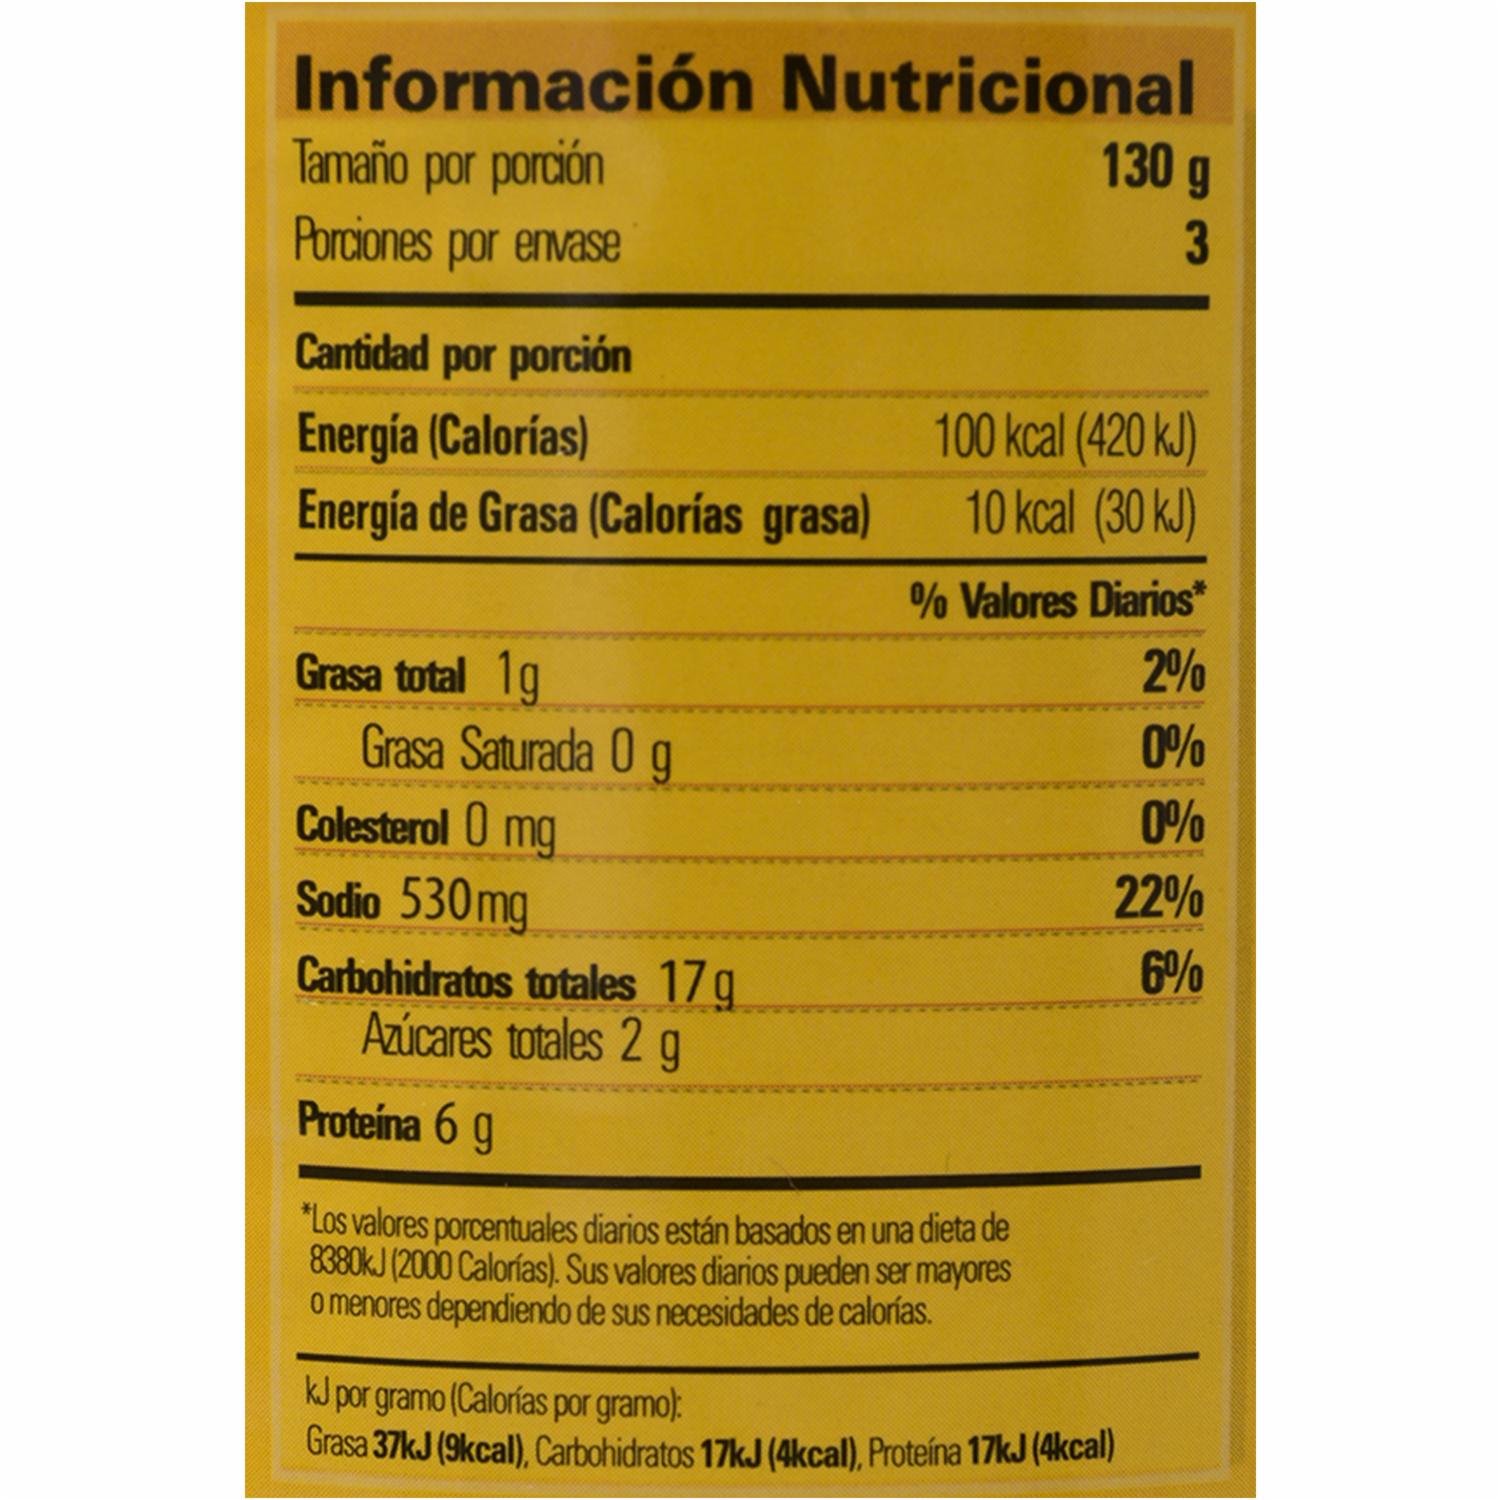 Información Nutricional
Tamaño por porción 130 g
Porciones por envase 3
Cantidad por porción
Energía (Calorías) 100 kcal (420 kJ)
Energía de Grasa (Calorías grasa) 10 kcal (30 kJ)
% Valores Diarios*
Grasa total 1g 2%
Grasa Saturada 0 g 0%
Colesterol 0 mg 0%
Sodio 530mg 22%
Carbohidratos totales 17g 6%
Azúcares totales 2 g
Proteína 6 g
*Los valores porcentuales diarios están basados en una dieta de
8380kJ (2000 Calorías). Sus valores diarios pueden ser mayores
o menores dependiendo de sus necesidades de calorías.
kJ por gramo (Calorías por gramo):
Grasa 37kJ (9kcal), Carbohidratos 17kJ (4kcal), Proteína 17kJ (4kcal)